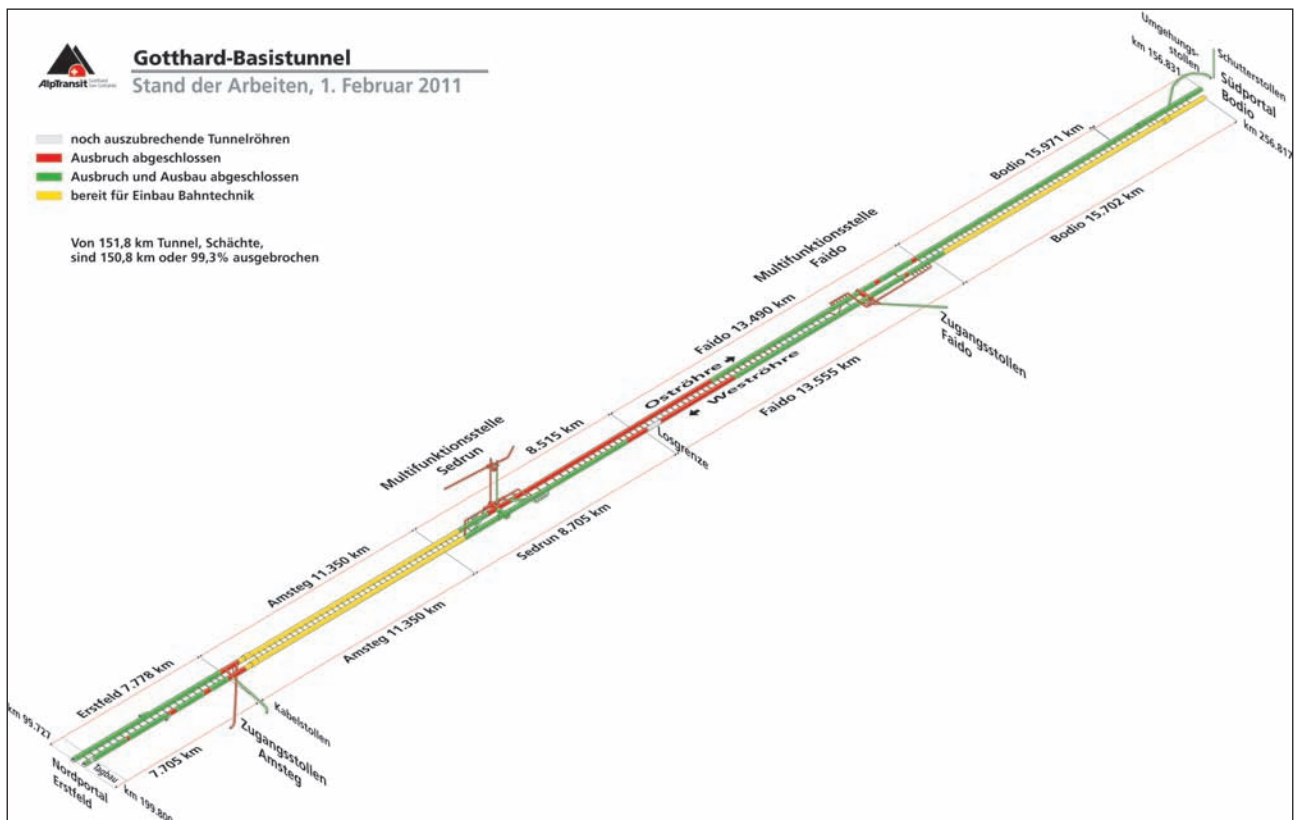 Gotthard-Basistunnel
Stand der Arbeiten, 1. Februar 2011
AlpTransit Gotthard
San Gottardo
noch auszubrechende Tunnelröhren
Ausbruch abgeschlossen
Ausbruch und Ausbau abgeschlossen
bereit für Einbau Bahntechnik
Von 151,8 km Tunnel, Schächte,
sind 150,8 km oder 99,3% ausgebrochen
Umgehungs-
stollen
km 156.831
Schutterstollen
Südportal
Bodio
km 256.817
Bodio 15.971 km
Bodio 15.702 km
Multifunktionsstelle
Faido
Faido 13.490 km
Zugangsstollen
Faido
Oströhre
Weströhre
Faido 13.555 km
Losgrenze
8.515 km
Multifunktionsstelle
Sedrun
Sedrun 8.705 km
Amsteg 11.350 km
Amsteg 11.350 km
Erstfeld 7.778 km
Kabelstollen
Zugangsstollen
Amsteg
7.705 km
km 99.727
Tagbau
Nordportal
Erstfeld
km 199.800